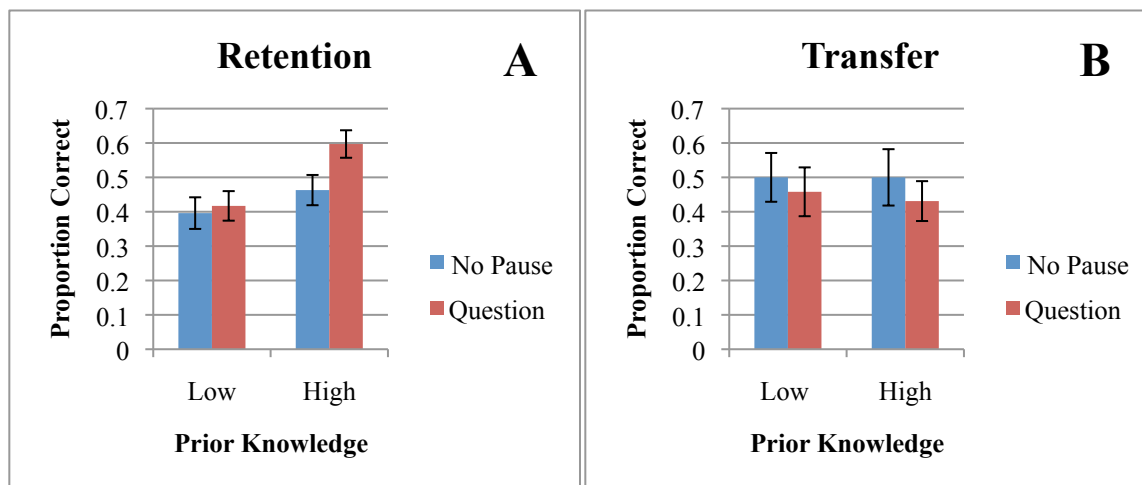 Retention
A
Proportion Correct
0.7
0.6
0.5
0.4
0.3
0.2
0.1
0
Low
High
Prior Knowledge
No Pause
Question
Transfer
B
Proportion Correct
0.7
0.6
0.5
0.4
0.3
0.2
0.1
0
Low
High
Prior Knowledge
No Pause
Question